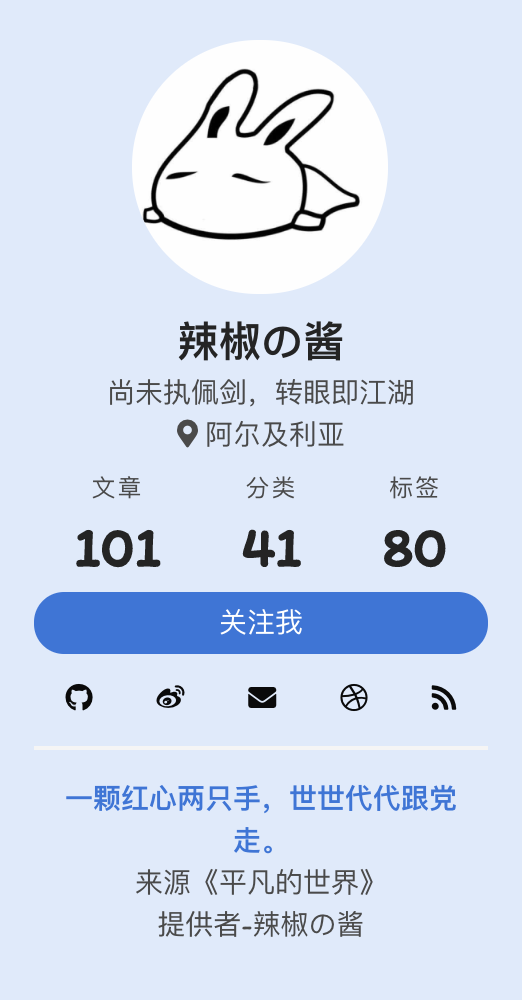 辣椒の酱
尚未执佩剑，转眼即江湖
阿尔及利亚
文章 分类 标签
101 41 80
关注我
一颗红心两只手，世世代代跟党
走。
来源《平凡的世界》
提供者-辣椒の酱